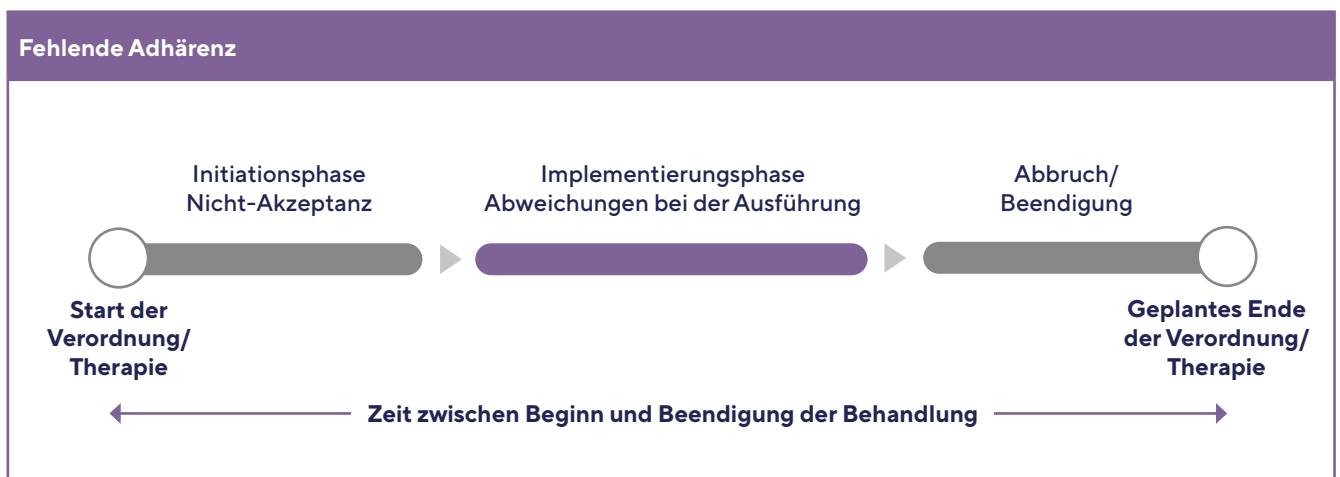 Fehlende Adhärenz
Initiationsphase
Nicht-Akzeptanz
Implementierungsphase
Abweichungen bei der Ausführung
Abbruch/
Beendigung
Start der
Verordnung/
Therapie
Geplantes Ende
der Verordnung/
Therapie
Zeit zwischen Beginn und Beendigung der Behandlung